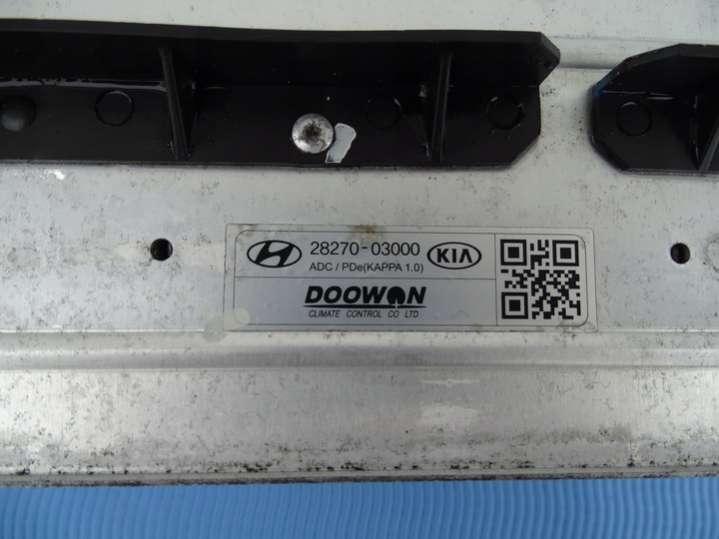 28270-03000 KIA
ADC / PDe(KAPPA 1.0)
DOOWON
CLIMATE CONTROL CO LTD